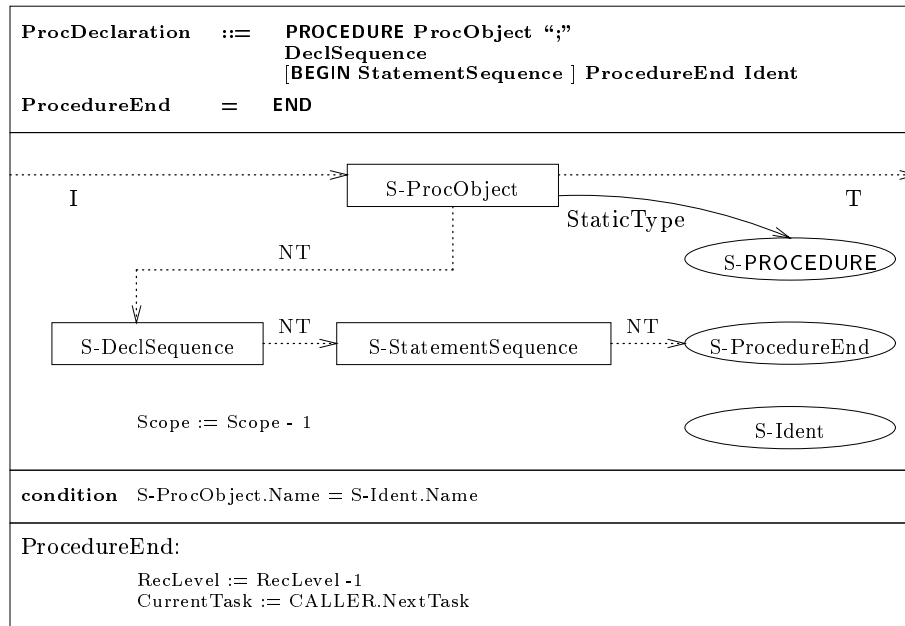 ProcDeclaration ::= PROCEDURE ProcObject “;”
DeclSequence
[BEGIN StatementSequence ] ProcedureEnd Ident
ProcedureEnd = END
S-ProcObject
I
T
StaticType
NT
S-PROCEDURE
S-DeclSequence
NT
S-StatementSequence
NT
S-ProcedureEnd
Scope := Scope - 1
S-Ident
condition S-ProcObject.Name = S-Ident.Name
ProcedureEnd:
RecLevel := RecLevel -1
CurrentTask := CALLER.NextTask